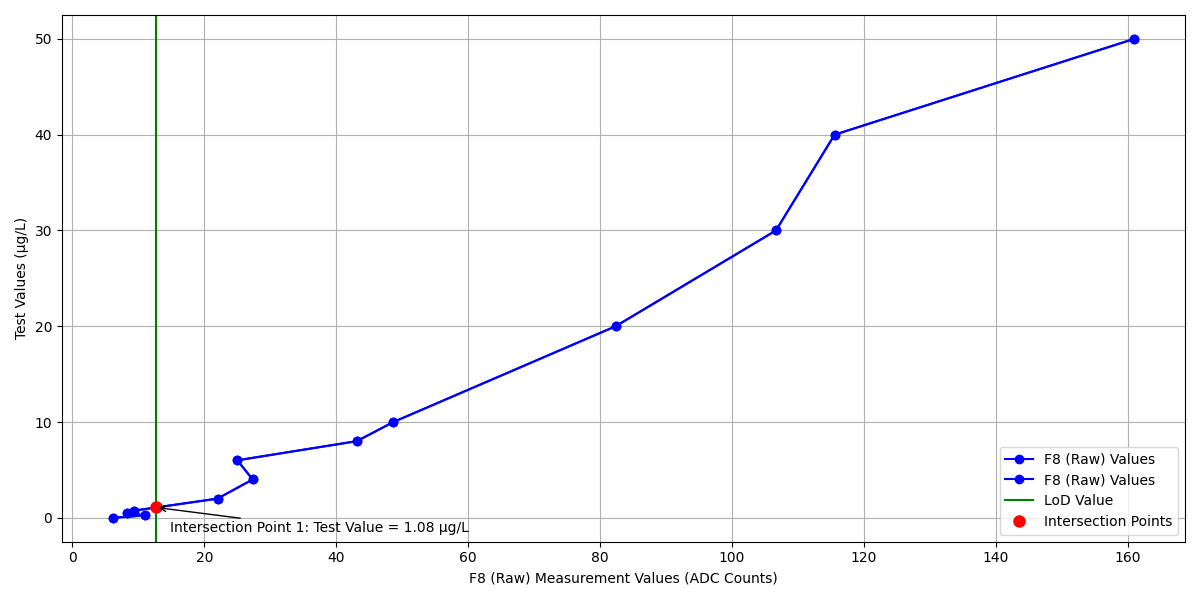 50
40
30
20
10
0
Test Values (µg/L)
Intersection Point 1: Test Value = 1.08 µg/L
F8 (Raw) Values
F8 (Raw) Values
LoD Value
Intersection Points
0 20 40 60 80 100 120 140 160
F8 (Raw) Measurement Values (ADC Counts)